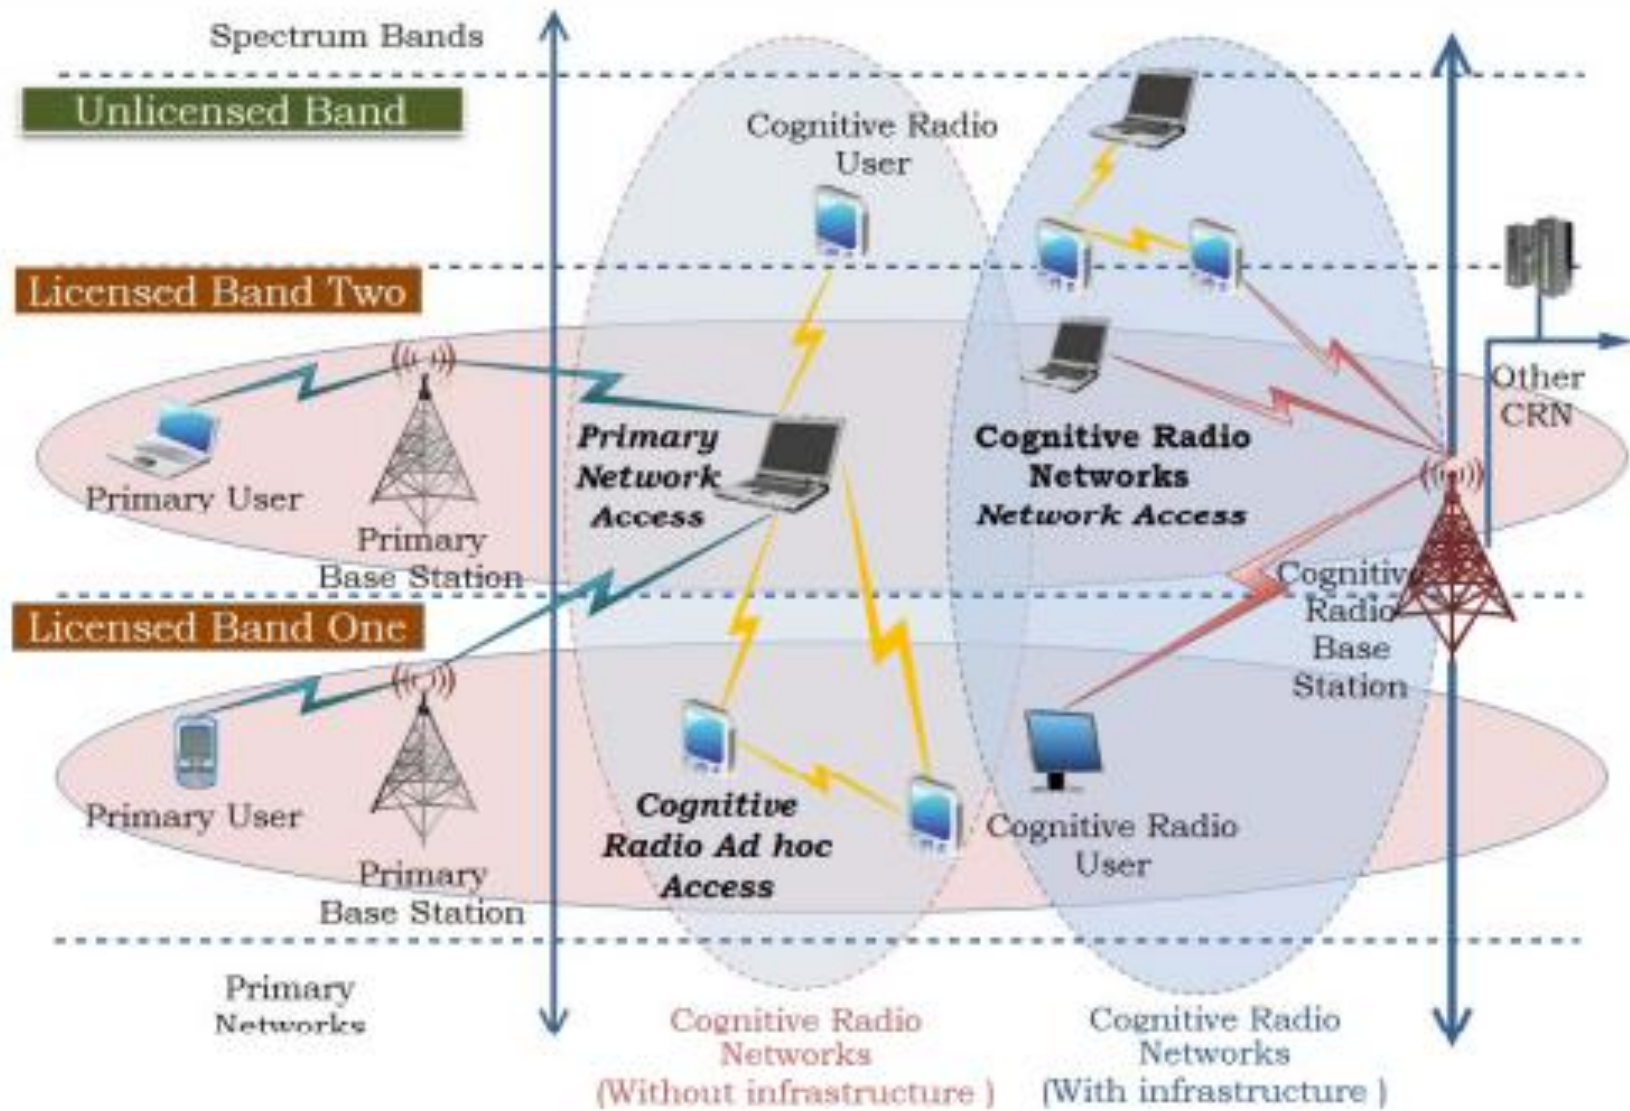 Spectrum Bands
Unlicensed Band
Cognitive Radio
User
Licensed Band Two
Other
CRN
Primary
Network
Access
Cognitive Radio
Networks
Network Access
Primary User
Primary
Base Station
Cognitive
Radio
Base
Station
Licensed Band One
Primary User
Cognitive
Radio Ad hoc
Access
Cognitive Radio
User
Primary
Base Station
Primary
Networks
Cognitive Radio
Networks
(Without infrastructure )
Cognitive Radio
Networks
(With infrastructure )